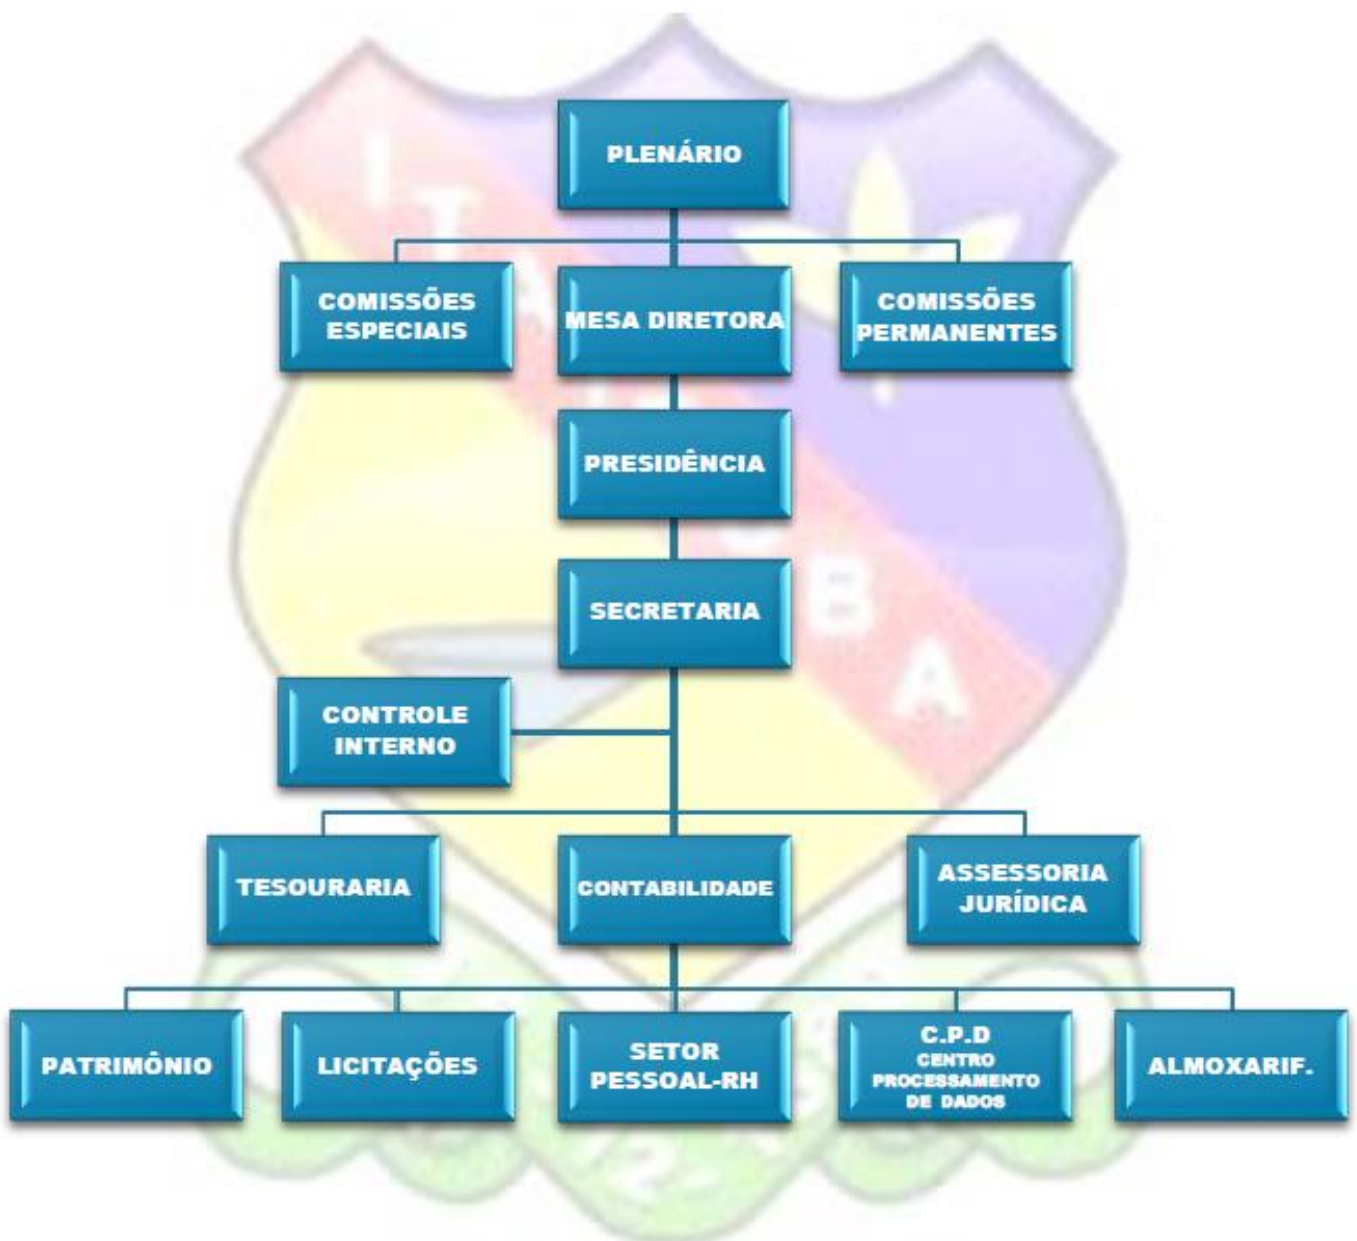 PLENÁRIO
COMISSÕES
ESPECIAIS
MESA DIRETORA
COMISSÕES
PERMANENTES
PRESIDÊNCIA
SECRETARIA
CONTROLE
INTERNO
TESOURARIA
CONTABILIDADE
ASSESSORIA
JURÍDICA
PATRIMÔNIO
LICITAÇÕES
SETOR
PESSOAL-RH
C.P.D
CENTRO
PROCESSAMENTO
DE DADOS
ALMOXARIF.